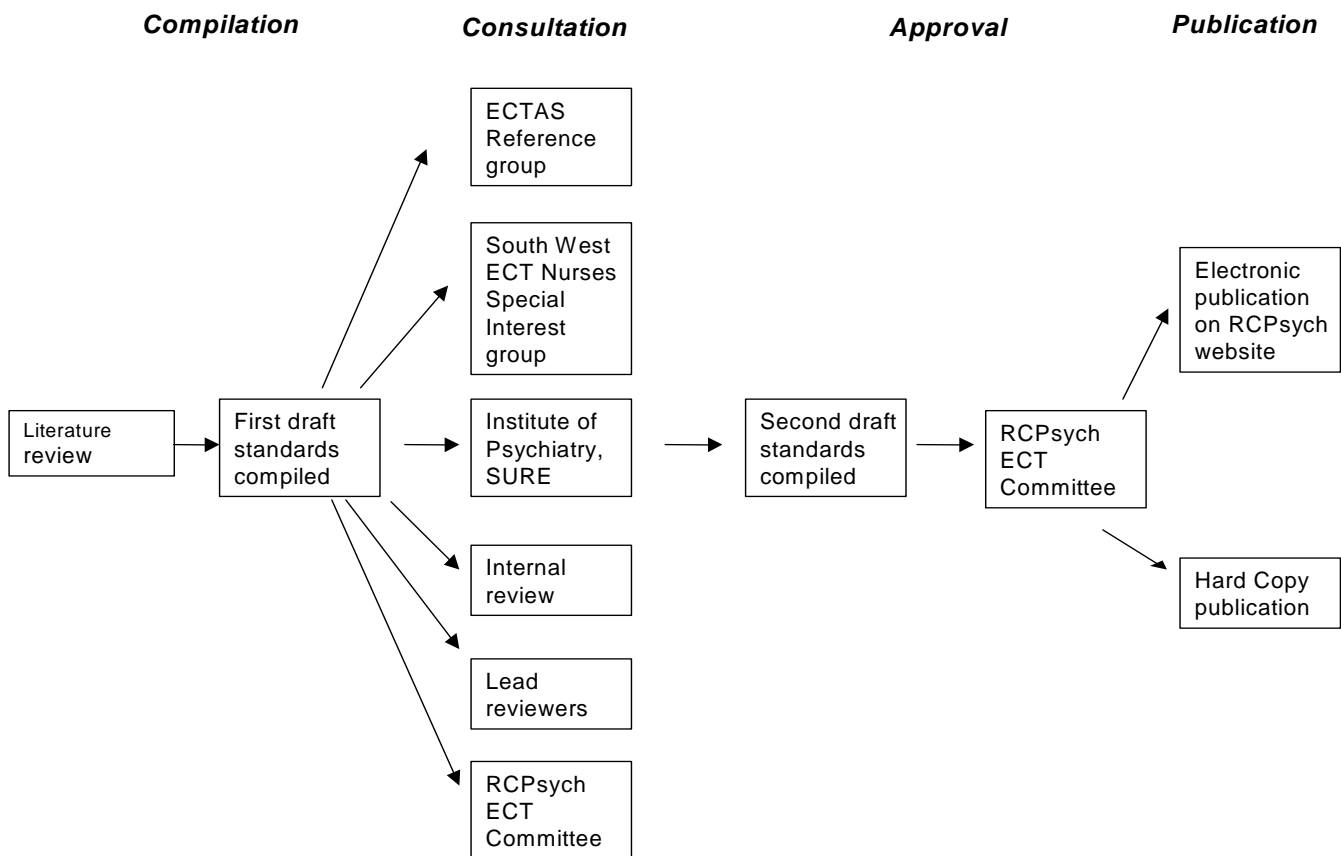 Compilation
Consultation
Approval
Publication
ECTAS
Reference
group
South West
ECT Nurses
Special
Interest
group
Literature
review
First draft
standards
compiled
Institute of
Psychiatry,
SURE
Internal
review
Lead
reviewers
RCPsych
ECT
Committee
Second draft
standards
compiled
RCPsych
ECT
Committee
Electronic
publication
on RCPsych
website
Hard Copy
publication